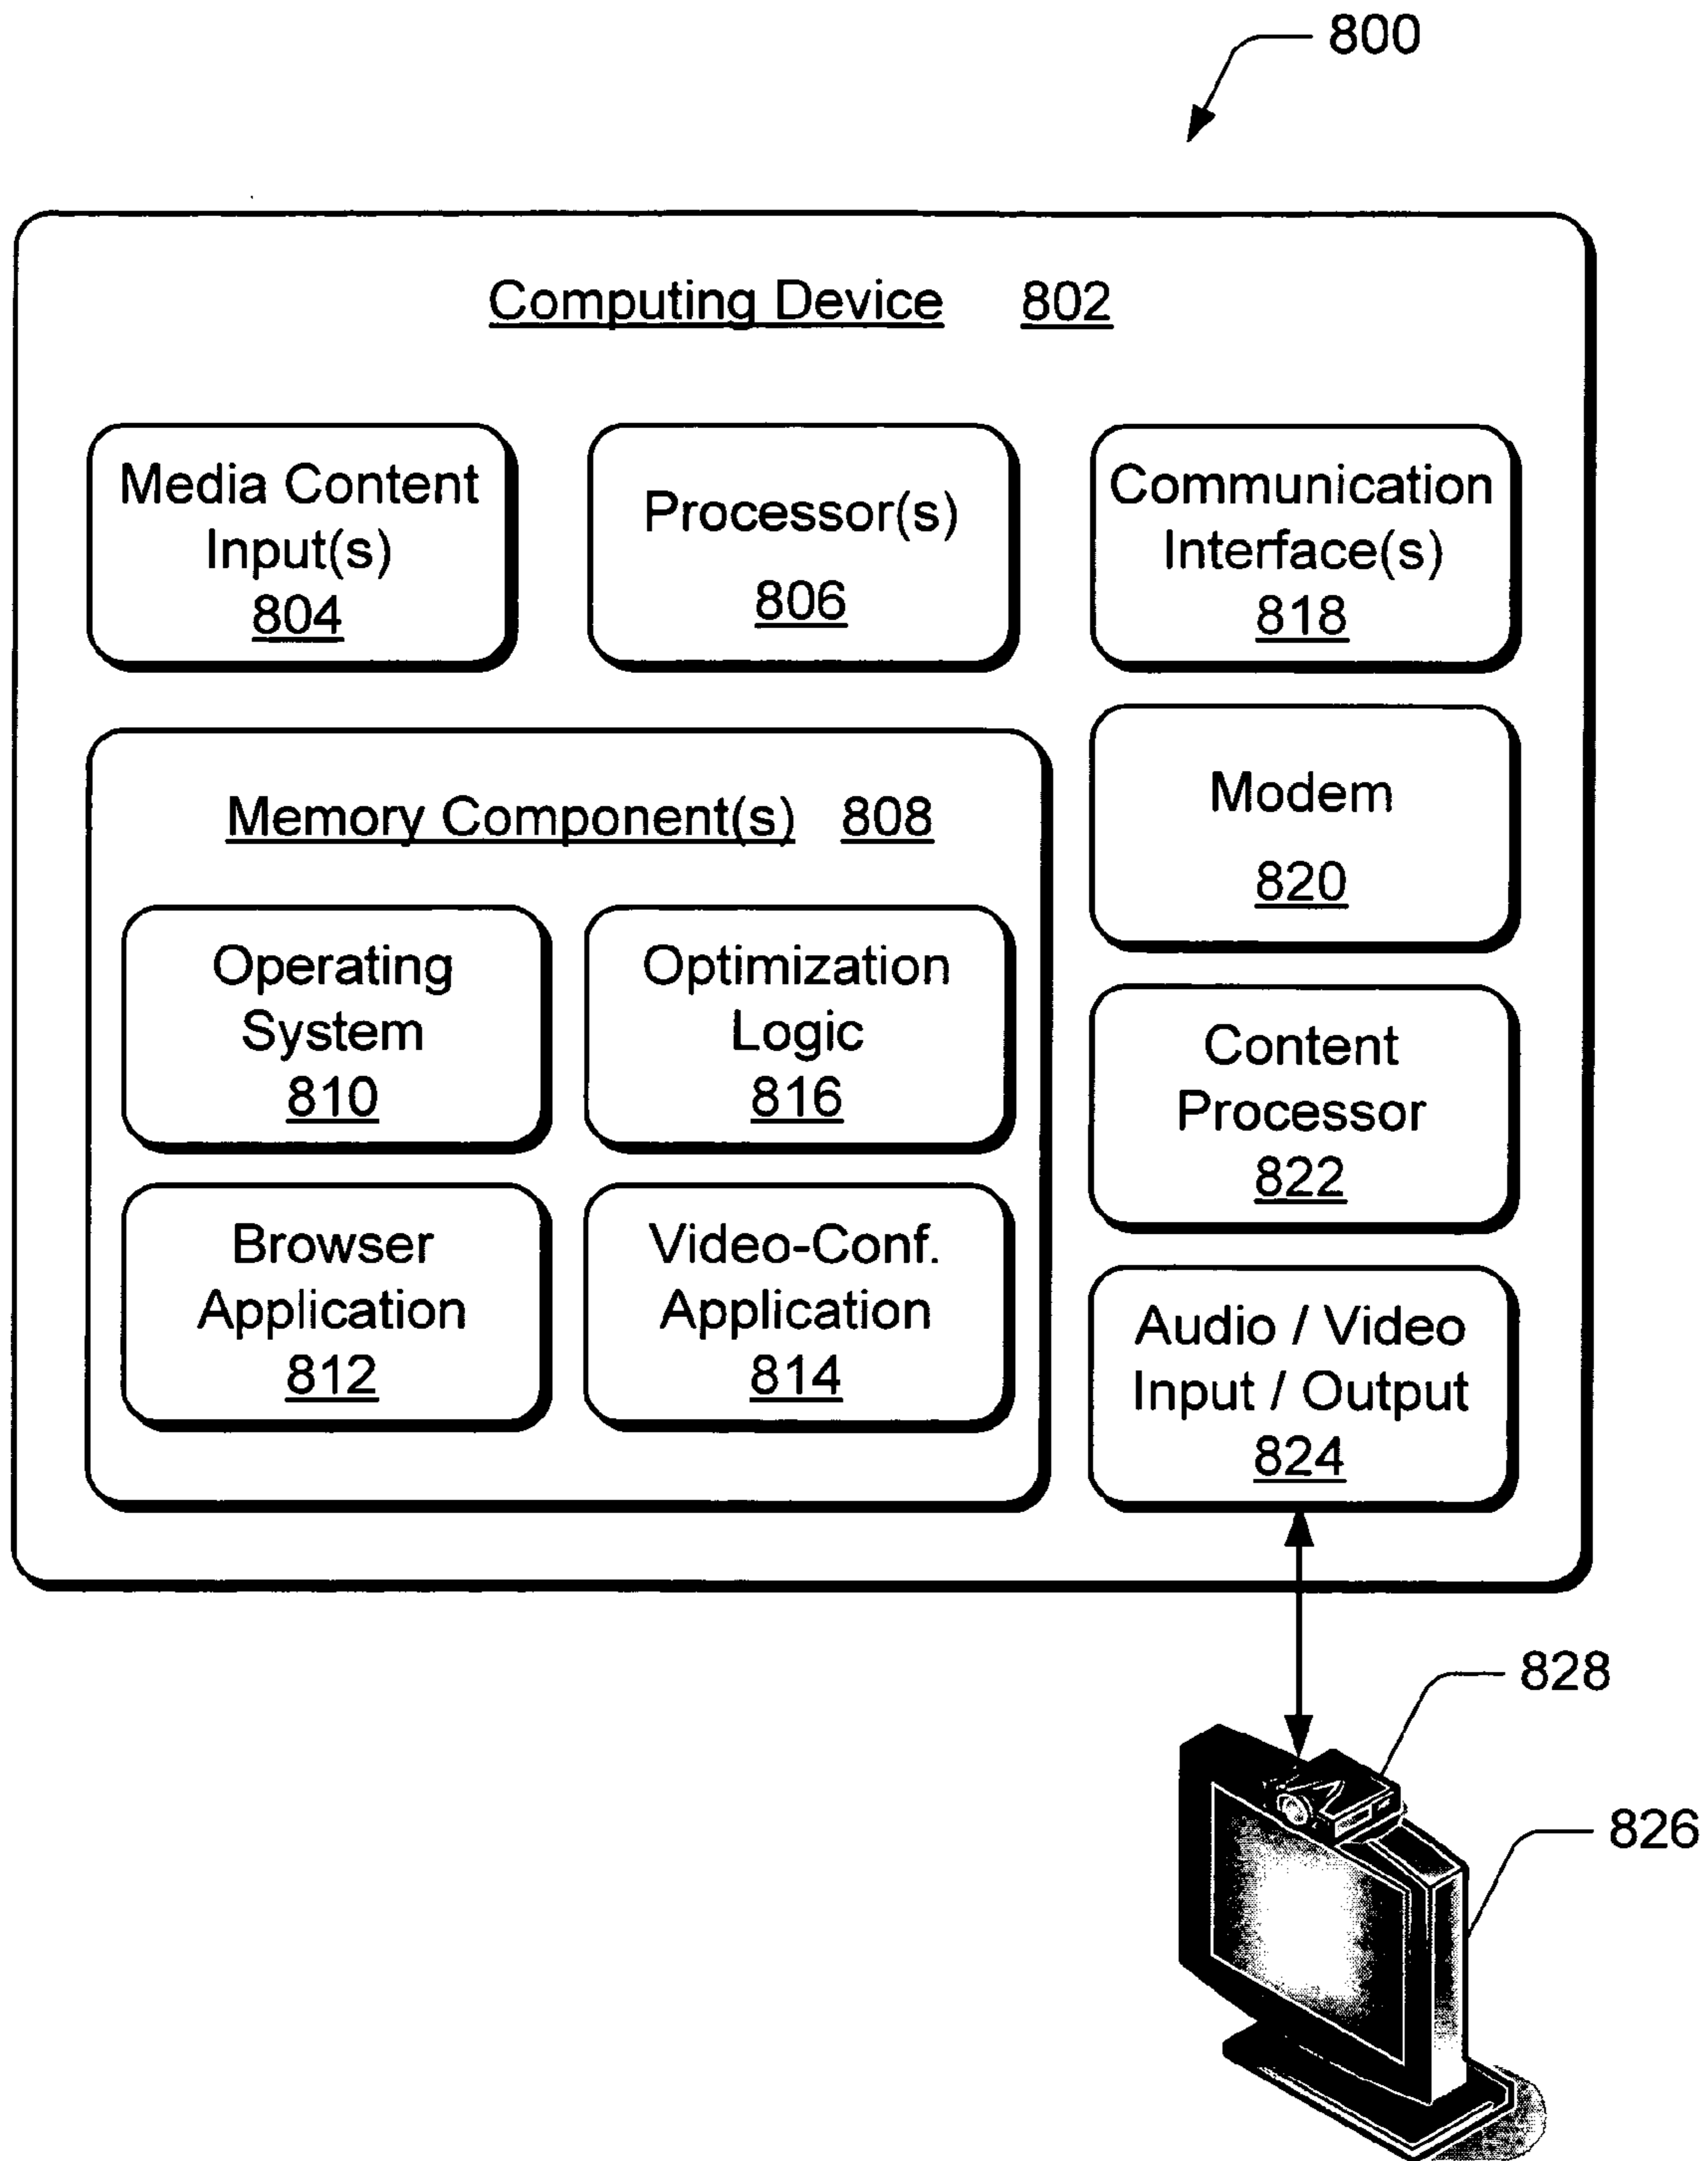 800
Computing Device 802
Media Content
Input(s)
804
Processor(s)
806
Communication
Interface(s)
818
Memory Component(s) 808
Modem
820
Operating
System
810
Optimization
Logic
816
Content
Processor
822
Browser
Application
812
Video-Conf.
Application
814
Audio / Video
Input / Output
824
828
826